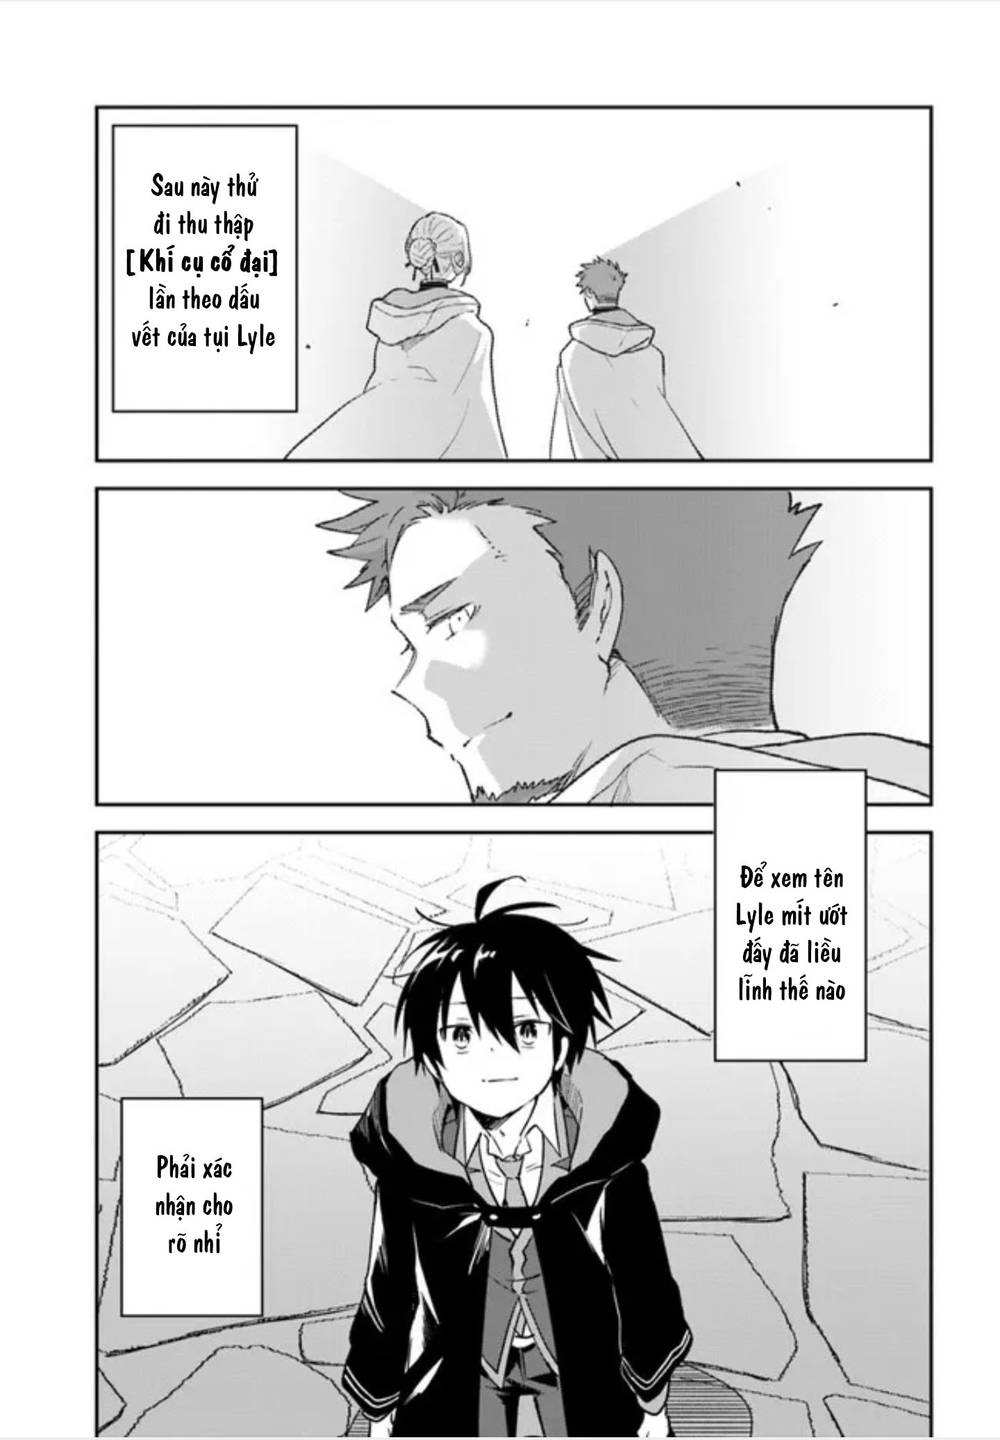 Sau này thử
đi thu thập
[Khí cụ cổ đại]
lần theo dấu
vết của tụi Lyle
Để xem tên
Lyle mít ướt
đấy đã liều
lĩnh thế nào
Phải xác
nhận cho
rõ nhỉ